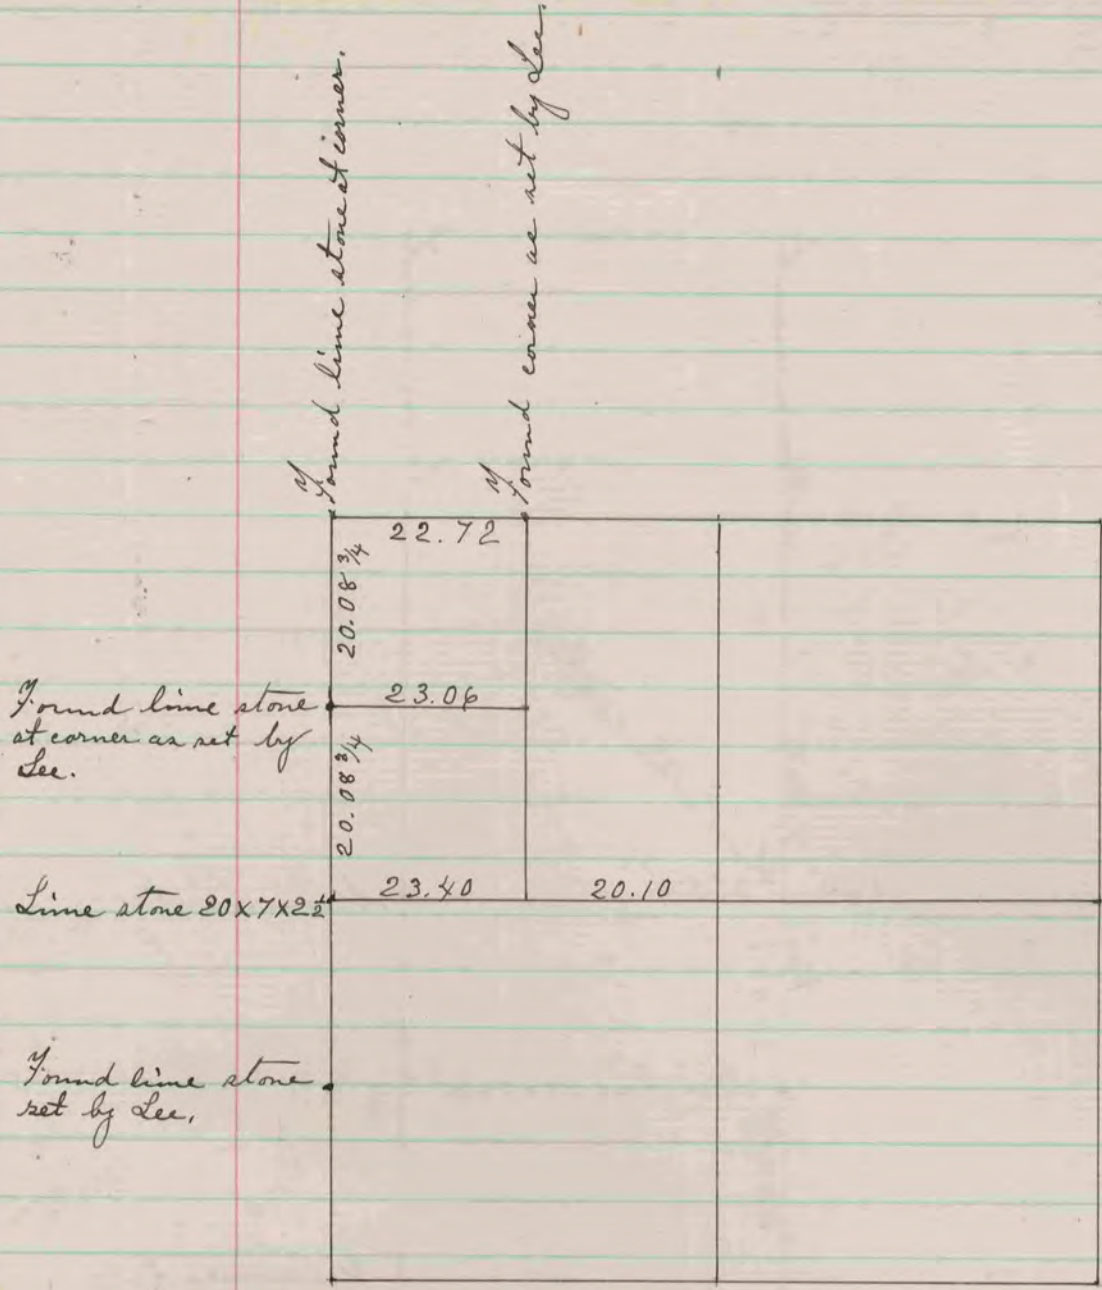 Found lime stone at corner.
Found corner as set by Lee.
22.72
20.08 3/4
Found lime stone
at corner as set by
Lee.
23.06
20.08 3/4
Lime stone 20x7x2½
23.40
20.10
Found lime stone
set by Lee.